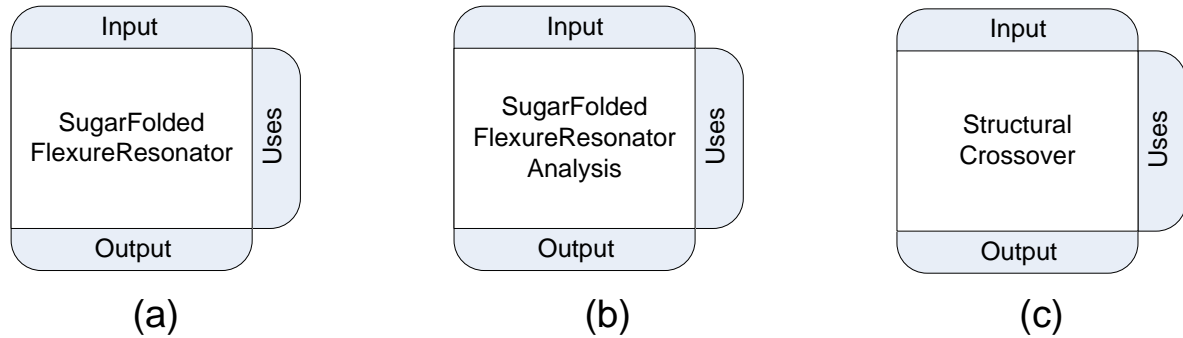 Input
SugarFolded
FlexureResonator
Uses
Output
(a)
Input
SugarFolded
FlexureResonator
Analysis
Uses
Output
(b)
Input
Structural
Crossover
Uses
Output
(c)